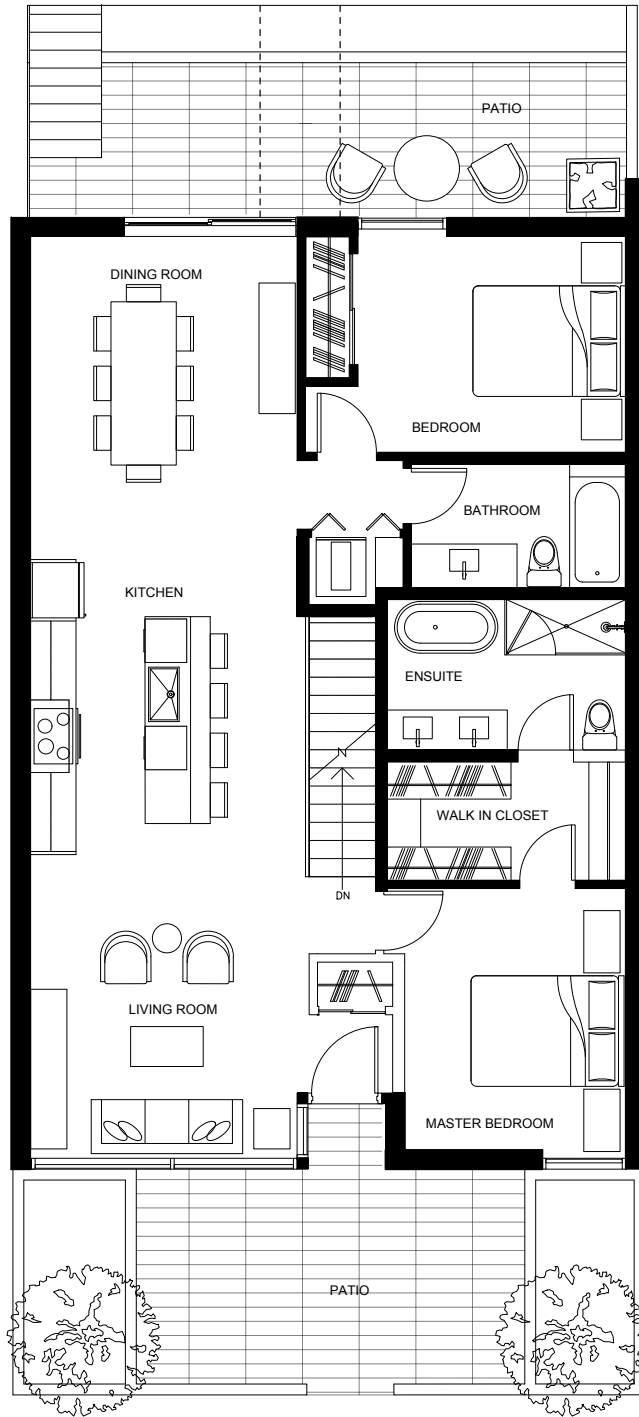 PATIO
DINING ROOM
BEDROOM
BATHROOM
KITCHEN
ENSUITE
WALK IN CLOSET
DN
LIVING ROOM
MASTER BEDROOM
PATIO